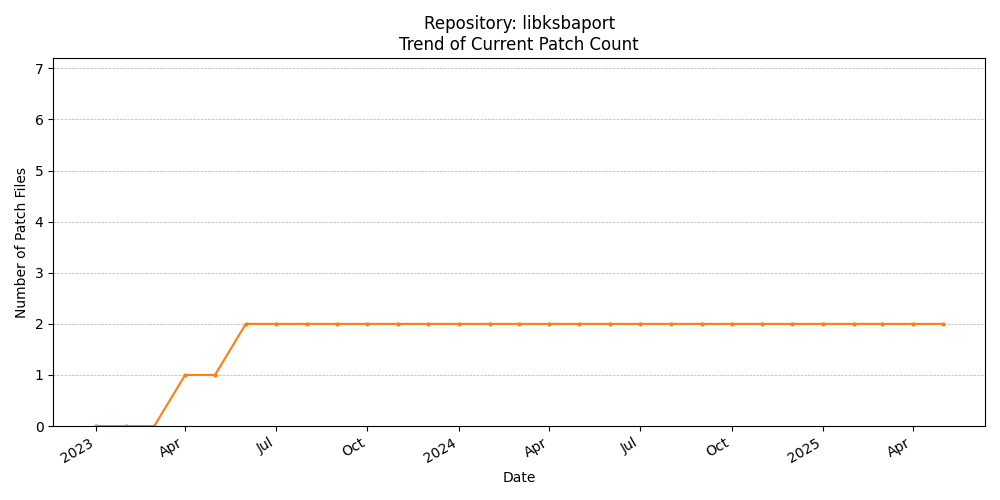 Repository: libksbaport
Trend of Current Patch Count
7
6
5
4
3
2
1
0
Number of Patch Files
2023
Apr
Jul
Oct
2024
Apr
Jul
Oct
2025
Apr
Date